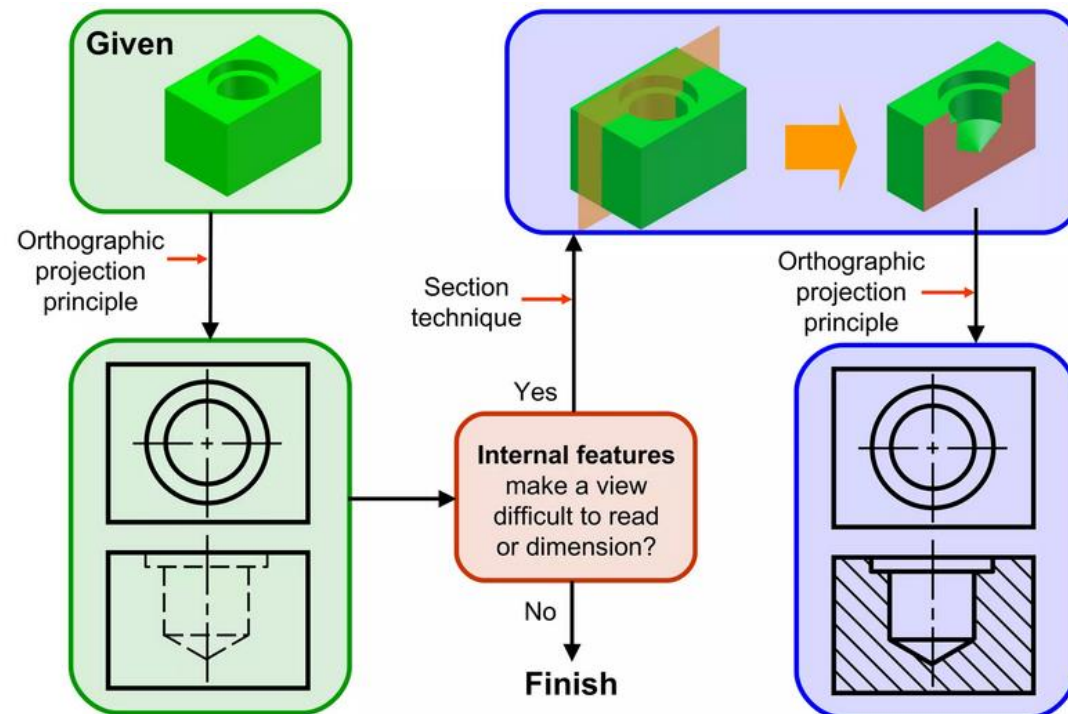 Given
Orthographic
projection
principle
Section
technique
Orthographic
projection
principle
Yes
Internal features
make a view
difficult to read
or dimension?
No
Finish